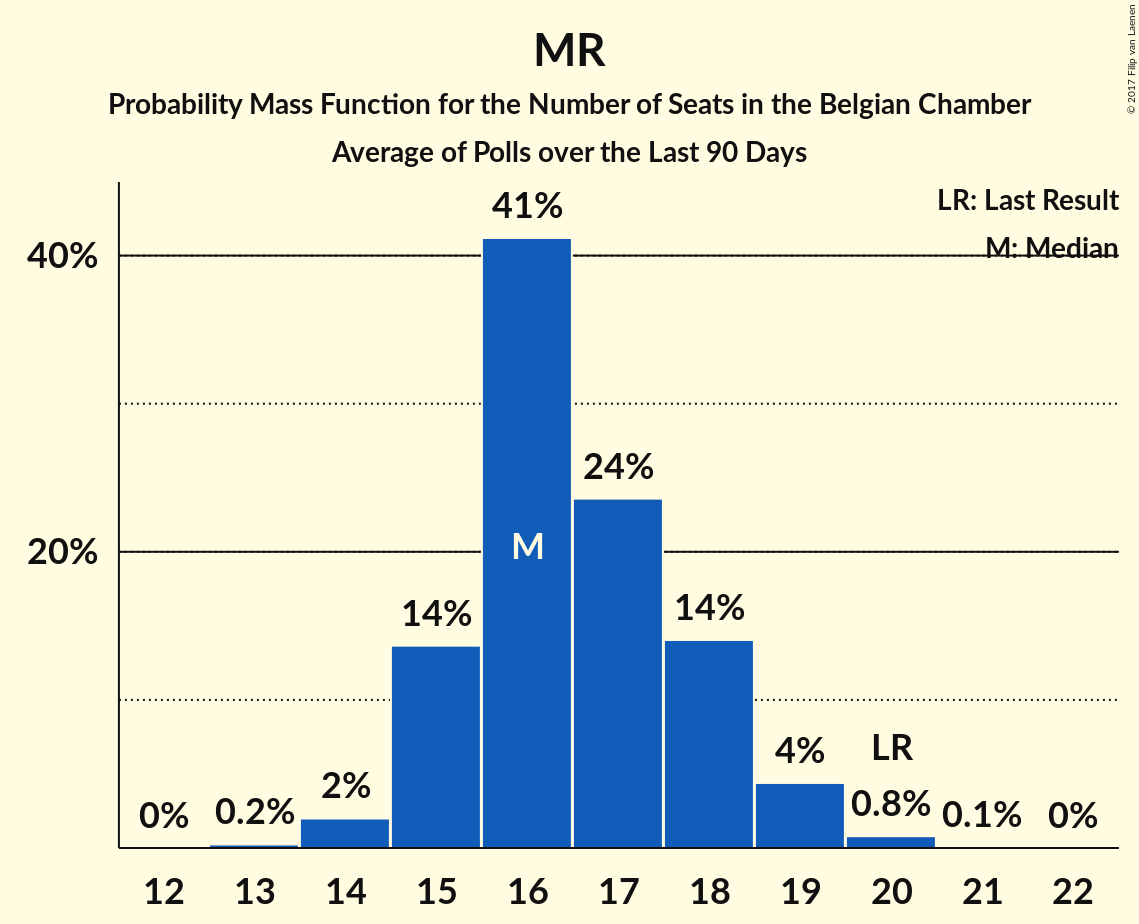 MR
Probability Mass Function for the Number of Seats in the Belgian Chamber
Average of Polls over the Last 90 Days
© 2017 Filip van Laenen
LR: Last Result
M: Median
40%
20%
0%
0.2%
2%
14%
41%
M
24%
14%
4%
LR
0.8%
0.1%
0%
12 13 14 15 16 17 18 19 20 21 22